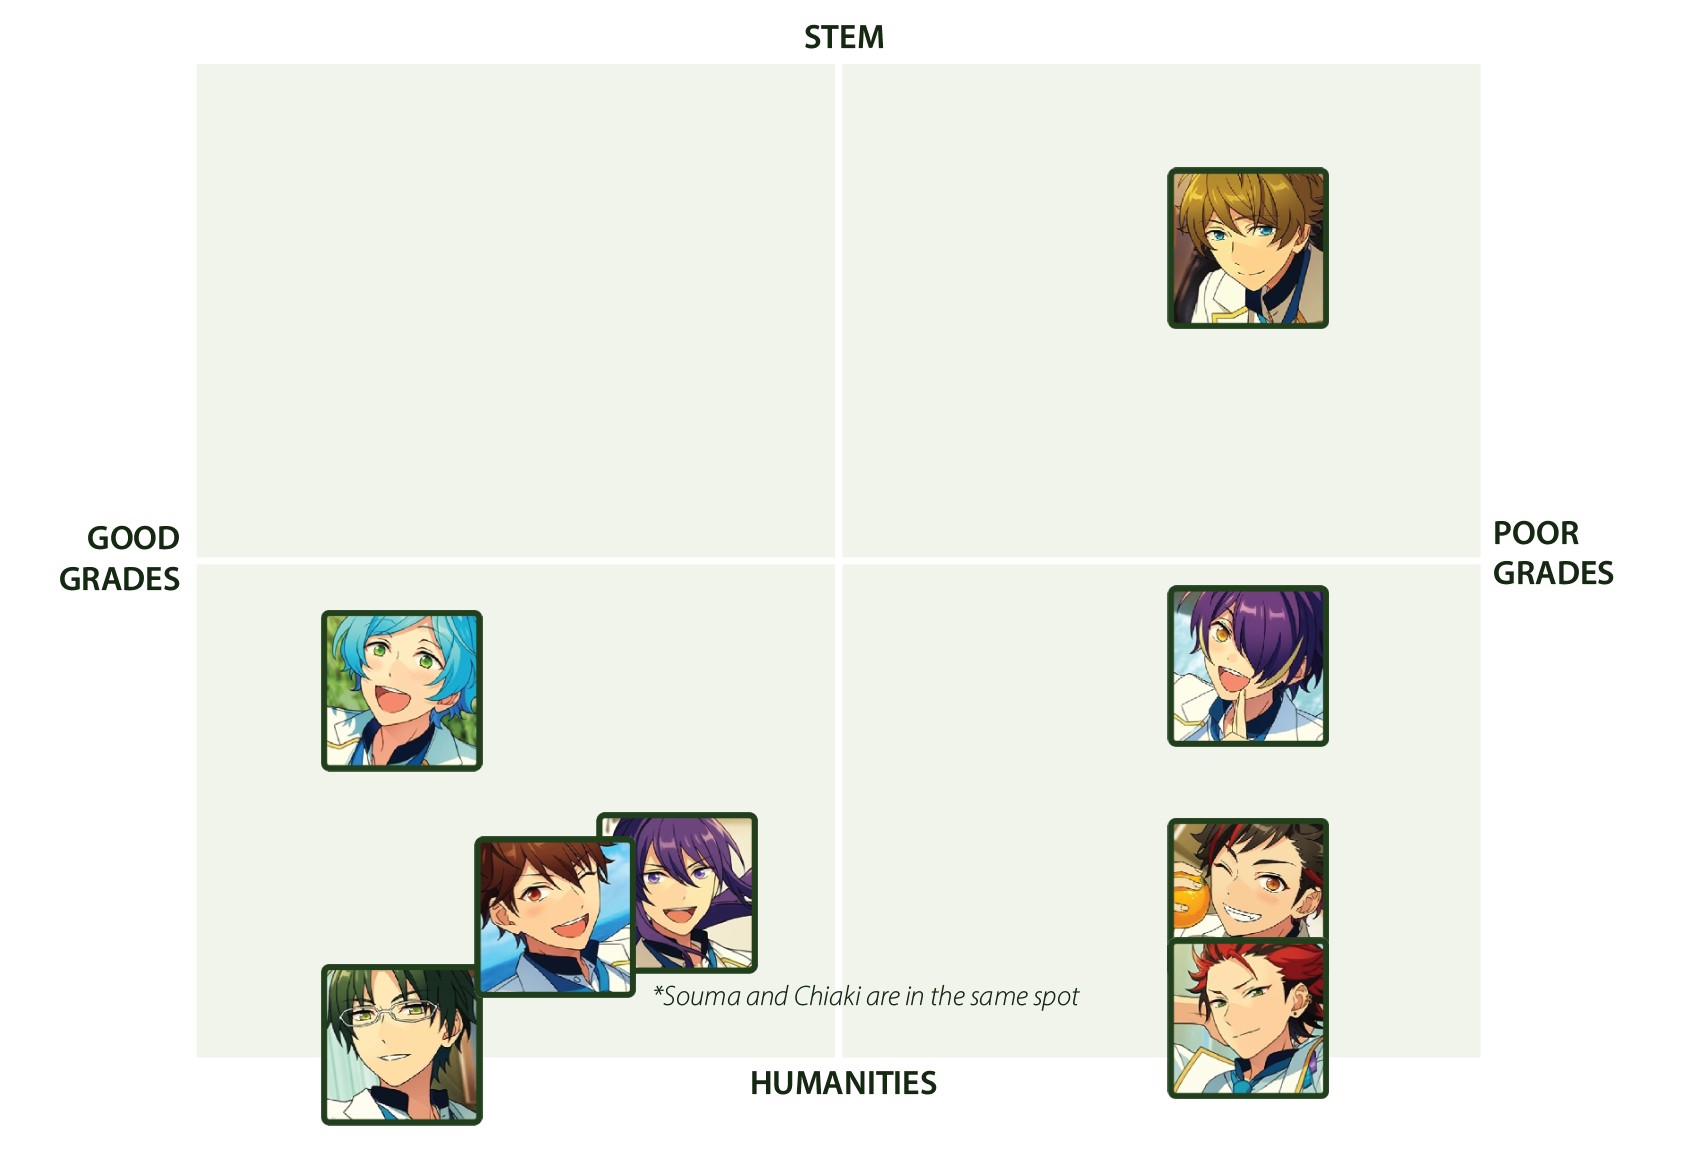 STEM
GOOD
GRADES
POOR
GRADES
*Souma and Chiaki are in the same spot
HUMANITIES